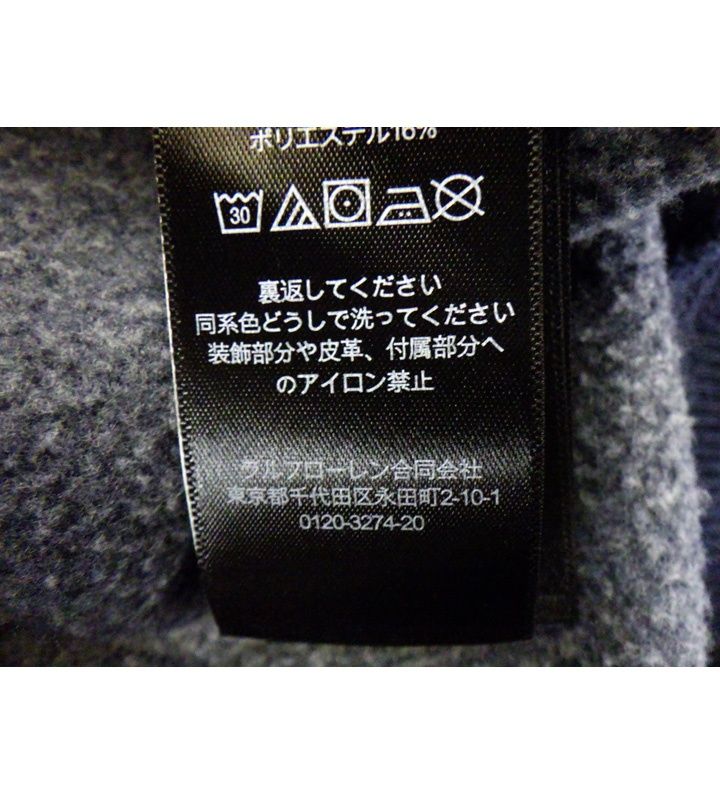 ポリエステル16%
30
裏返してください
同系色どうしで洗ってください
装飾部分や皮革、付属部分へ
のアイロン禁止
ラルフローレン合同会社
東京都千代田区永田町2-10-1
0120-3274-20